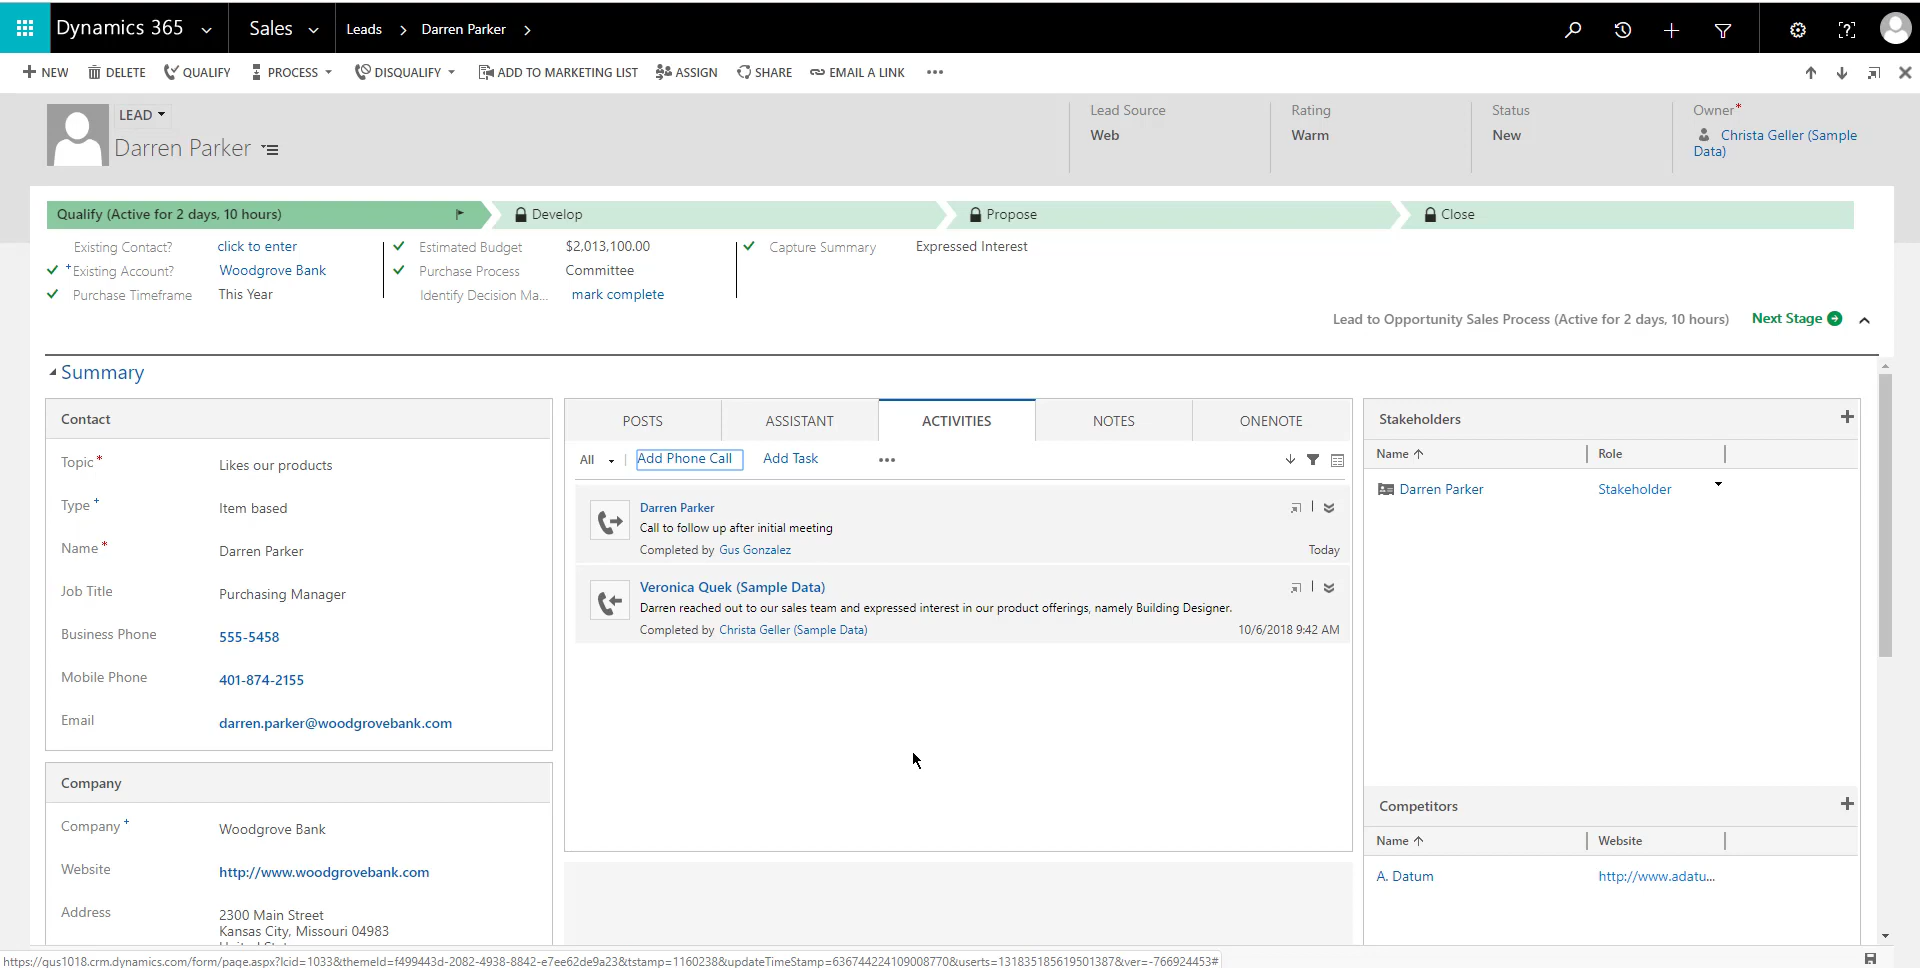 Dynamics 365 Sales Leads > Darren Parker >
NEW DELETE QUALIFY PROCESS DISQUALIFY ADD TO MARKETING LIST ASSIGN SHARE EMAIL A LINK •••
LEAD
Darren Parker
Lead Source
Web
Rating
Warm
Status
New
Owner*
Christa Geller (Sample
Data)
Qualify (Active for 2 days, 10 hours) Develop Propose Close
Existing Contact? click to enter
+Existing Account? Woodgrove Bank
Purchase Timeframe This Year
Estimated Budget $2,013,100.00
Purchase Process Committee
Identify Decision Ma... mark complete
Capture Summary Expressed Interest
Lead to Opportunity Sales Process (Active for 2 days, 10 hours) Next Stage
Summary
Contact
Topic* Likes our products
Type+ Item based
Name* Darren Parker
Job Title Purchasing Manager
Business Phone 555-5458
Mobile Phone 401-874-2155
Email darren.parker@woodgrovebank.com
Company
Company+ Woodgrove Bank
Website http://www.woodgrovebank.com
Address 2300 Main Street
Kansas City, Missouri 04983
POSTS ASSISTANT ACTIVITIES NOTES ONENOTE
All | Add Phone Call Add Task •••
Darren Parker
Call to follow up after initial meeting
Completed by Gus Gonzalez Today
Veronica Quek (Sample Data)
Darren reached out to our sales team and expressed interest in our product offerings, namely Building Designer.
Completed by Christa Geller (Sample Data) 10/6/2018 9:42 AM
Stakeholders
Name Role
Darren Parker Stakeholder
Competitors
Name Website
A. Datum http://www.adatu...
https://gus1018.crm.dynamics.com/form/page.aspx?lcid=1033&themeId=f499443d-2082-4938-8842-e7ee62de9a23&tstamp=1160238&updateTimeStamp=636744224109008770&userts=131835185619501387&ver=-766924453#